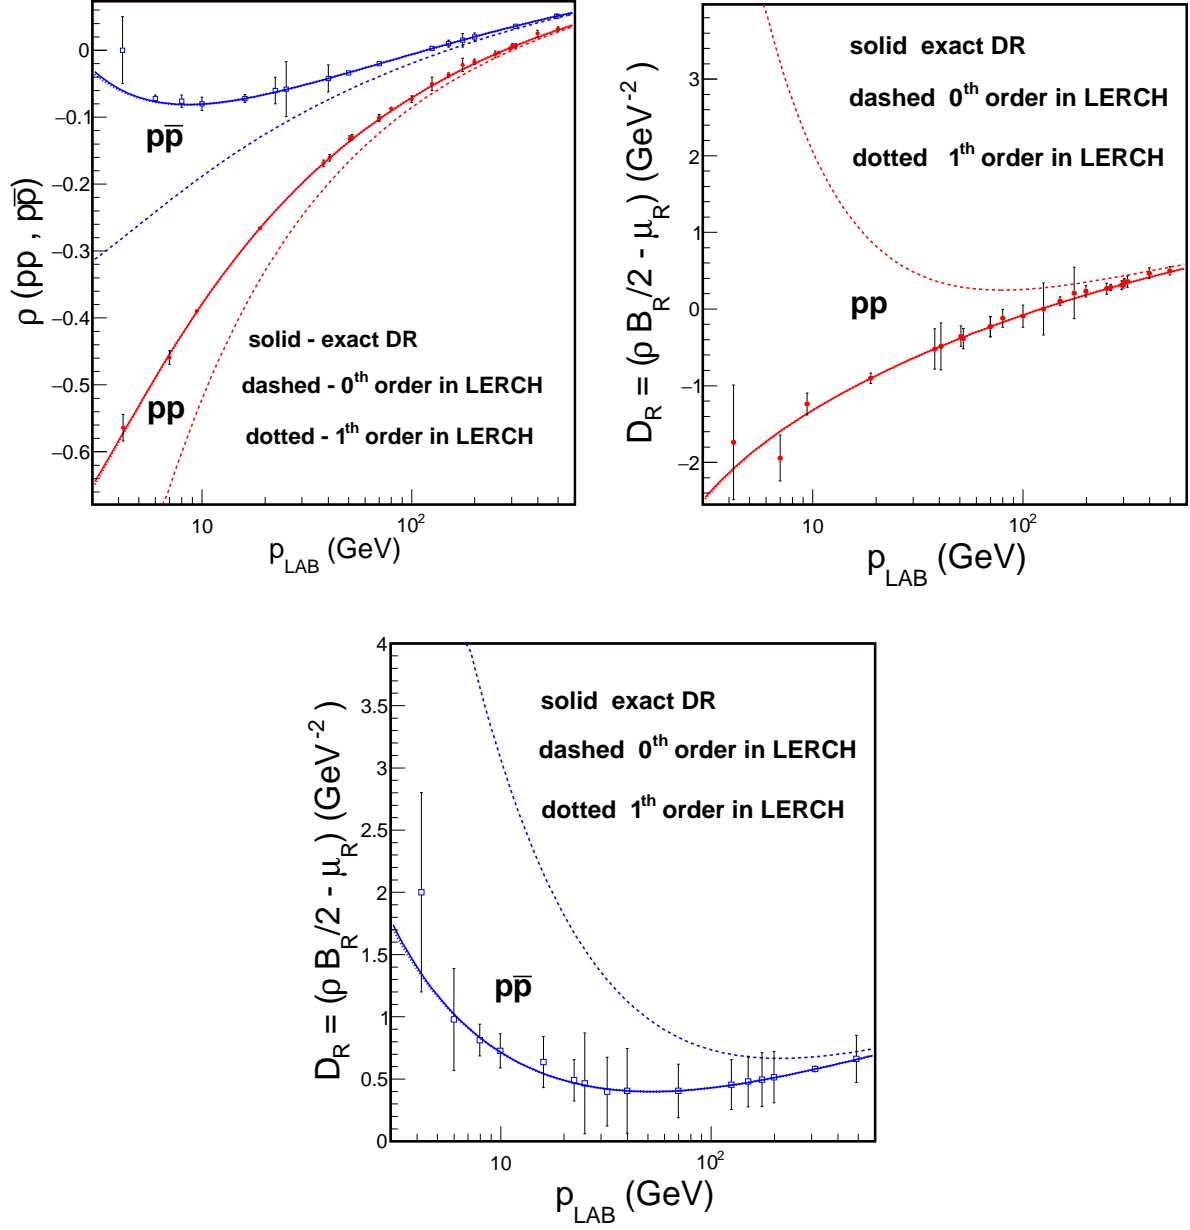 ρ (pp , pp̅)
0
−0.1
−0.2
−0.3
−0.4
−0.5
−0.6
pp̅
pp
solid - exact DR
dashed - 0th order in LERCH
dotted - 1th order in LERCH
10
10²
pLAB (GeV)
DR = (ρ BR/2 - μR) (GeV-2)
3
2
1
0
−1
−2
solid exact DR
dashed 0th order in LERCH
dotted 1th order in LERCH
pp
10
10²
pLAB (GeV)
DR = (ρ BR/2 - μR) (GeV-2)
4
3.5
3
2.5
2
1.5
1
0.5
0
solid exact DR
dashed 0th order in LERCH
dotted 1th order in LERCH
pp̅
10
10²
pLAB (GeV)